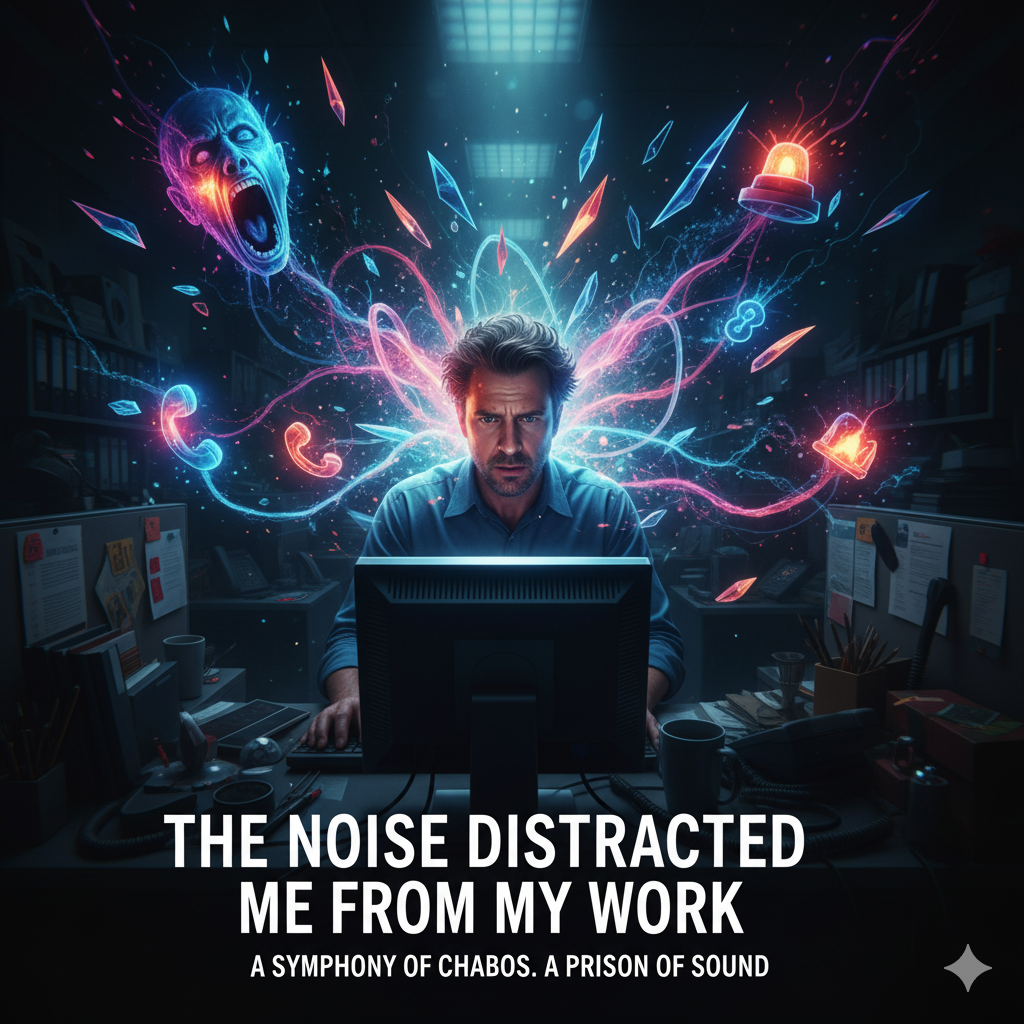 THE NOISE DISTRACTED
ME FROM MY WORK
A SYMPHONY OF CHABOS. A PRISON OF SOUND